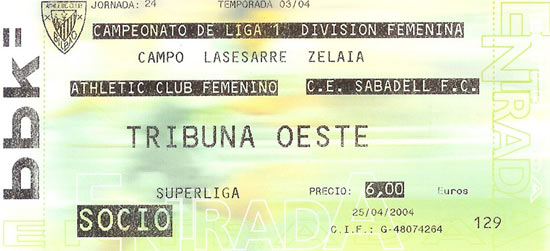 JORNADA: 24 TEMPORADA 03/04
CAMPEONATO DE LIGA 1. DIVISION FEMENINA
CAMPO LASESARRE ZELAIA
ATHLETIC CLUB FEMENINO C.E. SABADELL F.C.
TRIBUNA OESTE
SUPERLIGA PRECIO: 6,00 Euros
SOCIO 25/04/2004
C.I.F.: G-48074264 129
bbk=
ENTRADA
ENTRADA